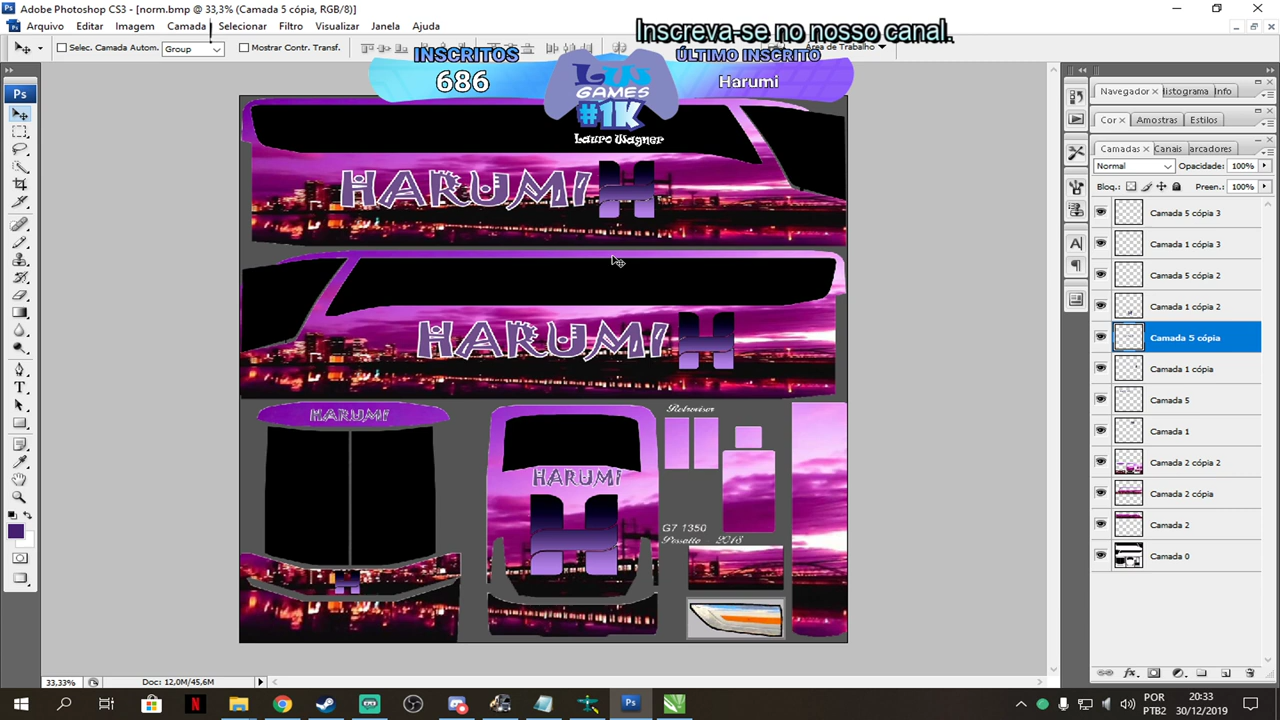 Adobe Photoshop CS3 - [norm.bmp @ 33,3% (Camada 5 cópia, RGB/8)]
Arquivo Editar Imagem Camada Selecionar Filtro Visualizar Janela Ajuda
Inscreva-se no nosso canal.
Selec. Camada Autom. Group Mostrar Contr. Transf. Área de Trabalho
INSCRITOS
686
ÚLTIMO INSCRITO
Harumi
LW
GAMES
#1K
Lauro Wagner
Ps
Navegador Histograma Info
Cor Amostras Estilos
Camadas Canais arcadores
Normal Opacidade: 100%
Bloq.: Preen.: 100%
Camada 5 cópia 3
Camada 1 cópia 3
Camada 5 cópia 2
Camada 1 cópia 2
Camada 5 cópia
Camada 1 cópia
Camada 5
Camada 1
Camada 2 cópia 2
Camada 2 cópia
Camada 2
Camada 0
HARUMI H
HARUMI H
HARUMI
HARUMI
H
H
Retrovisor
G7 1350
Pessatto - 2018
33,33% Doc: 12,0M/45,6M
POR
PTB2
20:33
30/12/2019